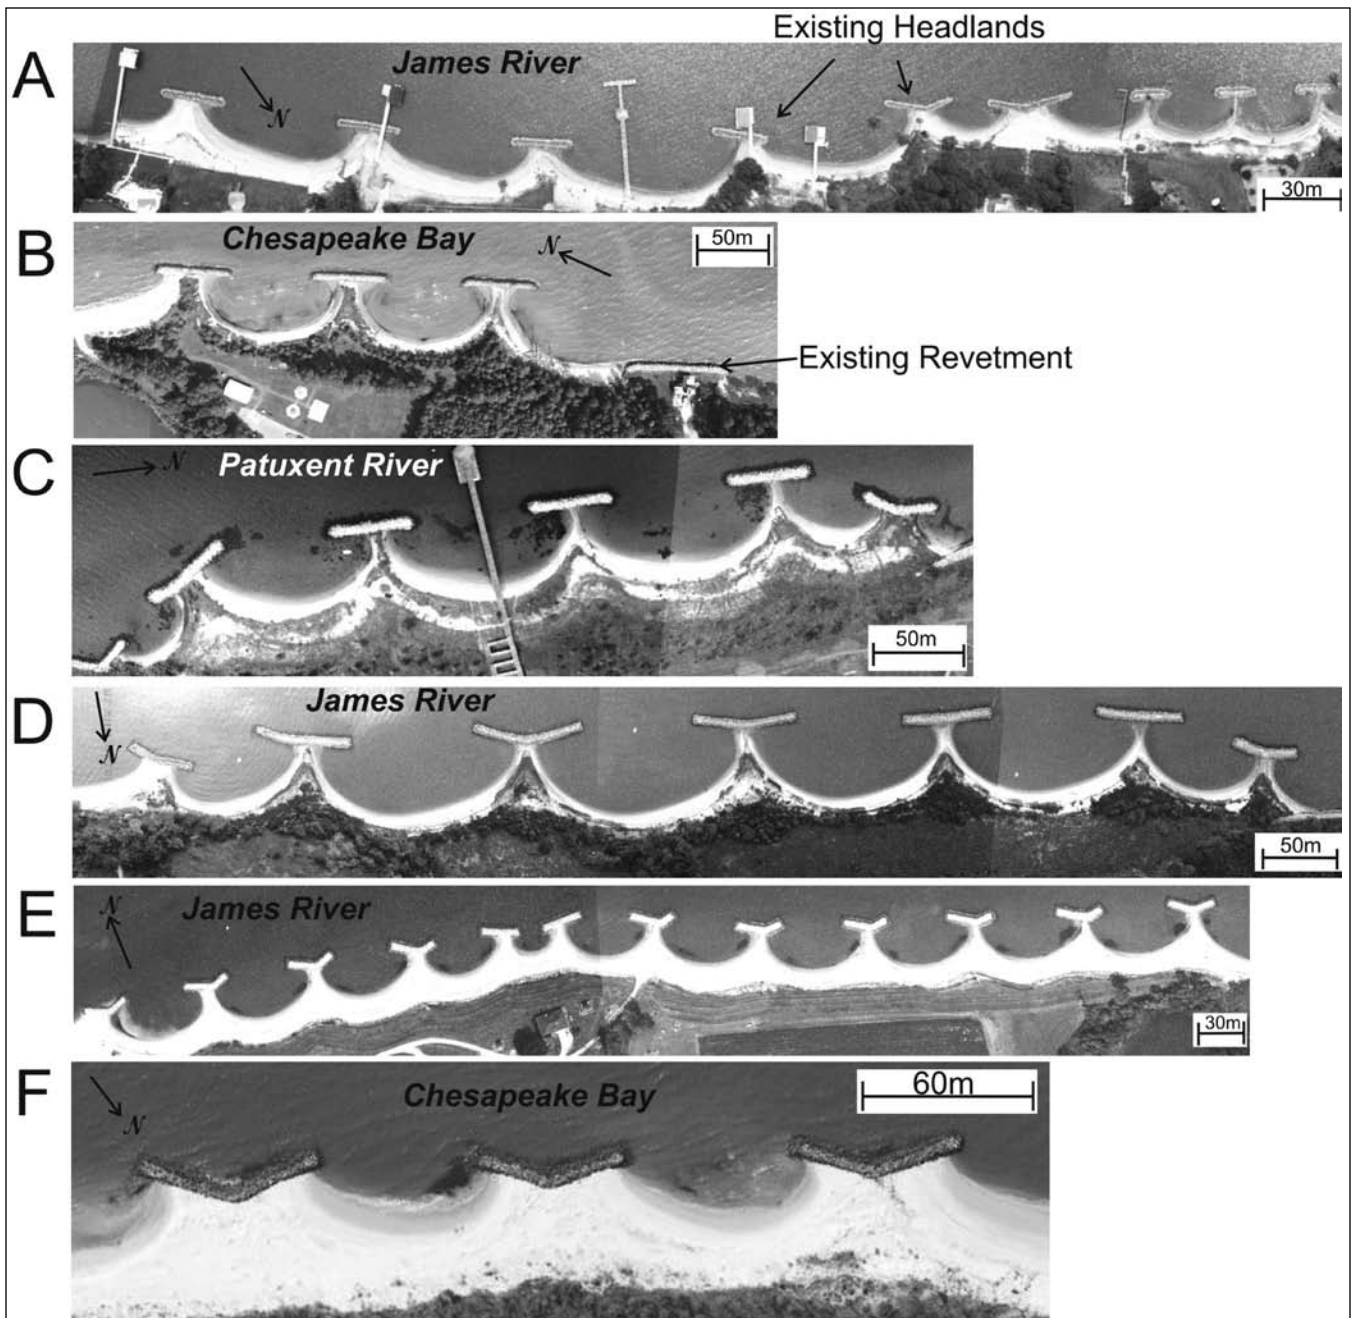 Existing Headlands
A
James River
N
30m
B
Chesapeake Bay
N
50m
Existing Revetment
C
N
Patuxent River
50m
D
James River
N
50m
E
N
James River
30m
F
N
Chesapeake Bay
60m